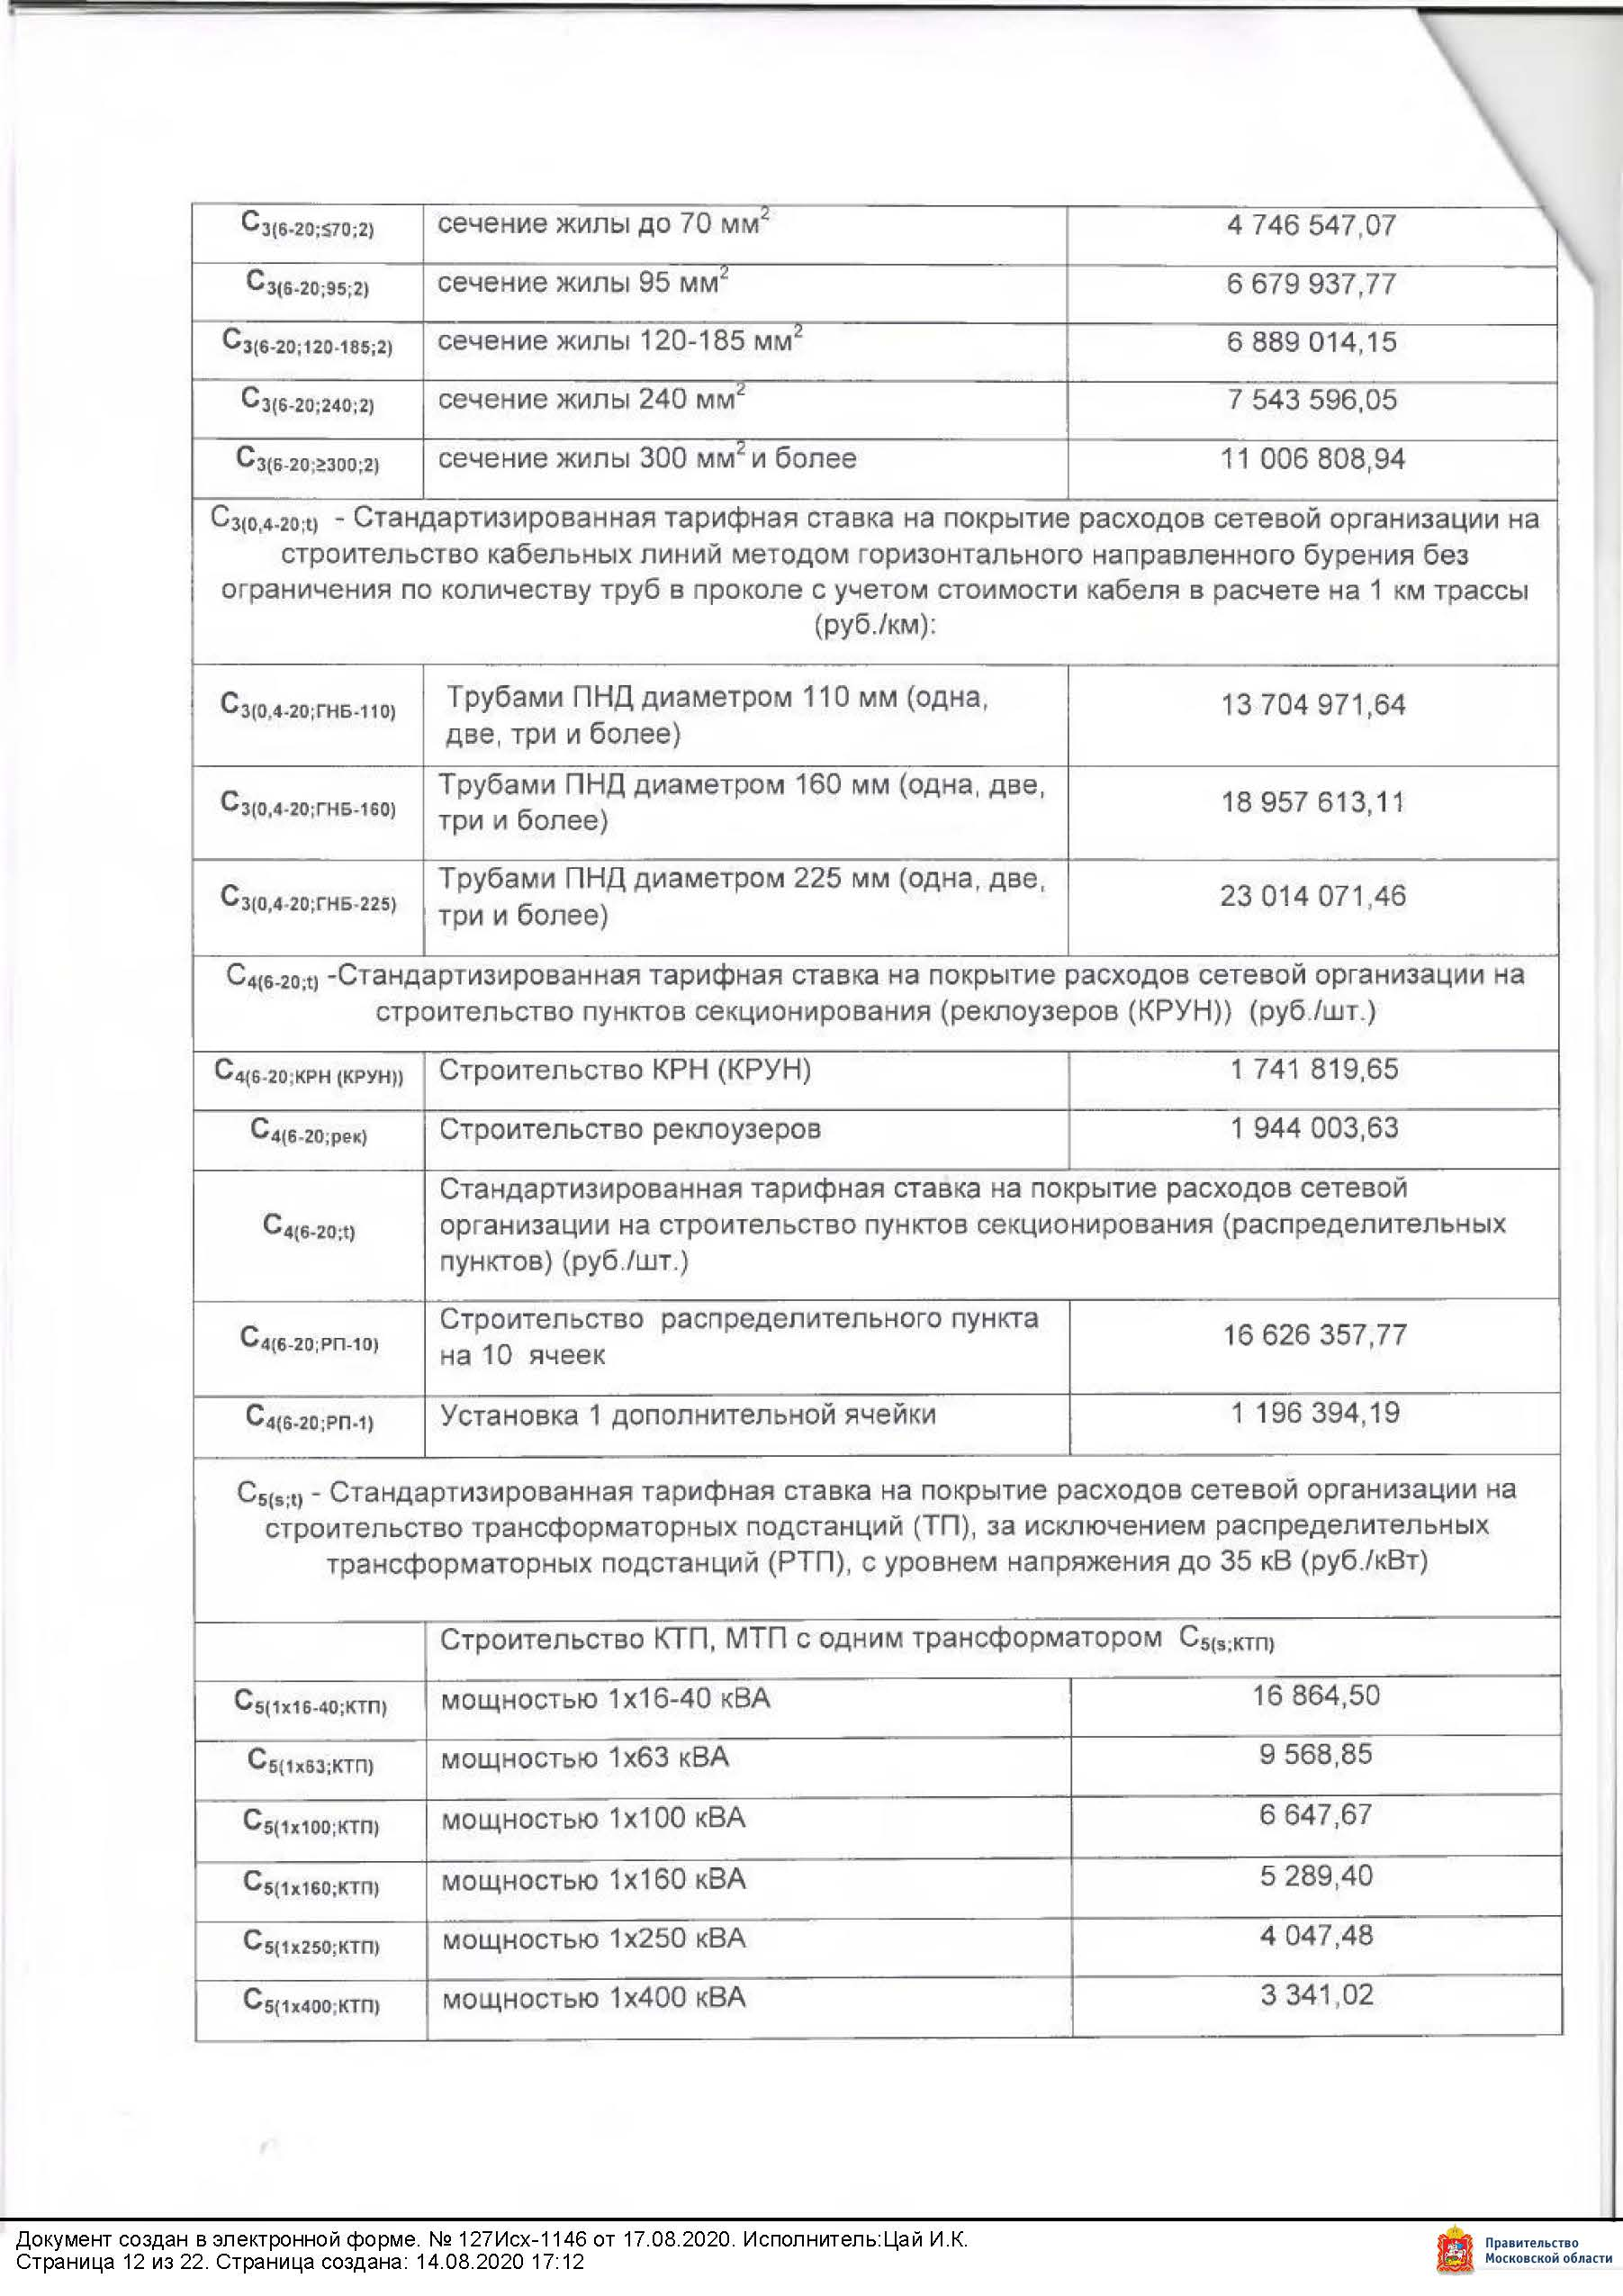 С3(6-20;≤70;2) сечение жилы до 70 мм² 4 746 547,07
С3(6-20;95;2) сечение жилы 95 мм² 6 679 937,77
С3(6-20;120-185;2) сечение жилы 120-185 мм² 6 889 014,15
С3(6-20;240;2) сечение жилы 240 мм² 7 543 596,05
С3(6-20;≥300;2) сечение жилы 300 мм² и более 11 006 808,94
С3(0,4-20;t) - Стандартизированная тарифная ставка на покрытие расходов сетевой организации на
строительство кабельных линий методом горизонтального направленного бурения без
ограничения по количеству труб в проколе с учетом стоимости кабеля в расчете на 1 км трассы
(руб./км):
С3(0,4-20;ГНБ-110) Трубами ПНД диаметром 110 мм (одна, 13 704 971,64
две, три и более)
С3(0,4-20;ГНБ-160) Трубами ПНД диаметром 160 мм (одна, две, 18 957 613,11
три и более)
С3(0,4-20;ГНБ-225) Трубами ПНД диаметром 225 мм (одна, две, 23 014 071,46
три и более)
С4(6-20;t) -Стандартизированная тарифная ставка на покрытие расходов сетевой организации на
строительство пунктов секционирования (реклоузеров (КРУН)) (руб./шт.)
С4(6-20;КРН (КРУН)) Строительство КРН (КРУН) 1 741 819,65
С4(6-20;рек) Строительство реклоузеров 1 944 003,63
С4(6-20;t) Стандартизированная тарифная ставка на покрытие расходов сетевой
организации на строительство пунктов секционирования (распределительных
пунктов) (руб./шт.)
С4(6-20;РП-10) Строительство распределительного пункта 16 626 357,77
на 10 ячеек
С4(6-20;РП-1) Установка 1 дополнительной ячейки 1 196 394,19
С5(s;t) - Стандартизированная тарифная ставка на покрытие расходов сетевой организации на
строительство трансформаторных подстанций (ТП), за исключением распределительных
трансформаторных подстанций (РТП), с уровнем напряжения до 35 кВ (руб./кВт)
Строительство КТП, МТП с одним трансформатором С5(s;КТП)
С5(1х16-40;КТП) мощностью 1х16-40 кВА 16 864,50
С5(1х63;КТП) мощностью 1х63 кВА 9 568,85
С5(1х100;КТП) мощностью 1х100 кВА 6 647,67
С5(1х160;КТП) мощностью 1х160 кВА 5 289,40
С5(1х250;КТП) мощностью 1х250 кВА 4 047,48
С5(1х400;КТП) мощностью 1х400 кВА 3 341,02
Документ создан в электронной форме. № 127Исх-1146 от 17.08.2020. Исполнитель:Цай И.К.
Страница 12 из 22. Страница создана: 14.08.2020 17:12
Правительство
Московской области